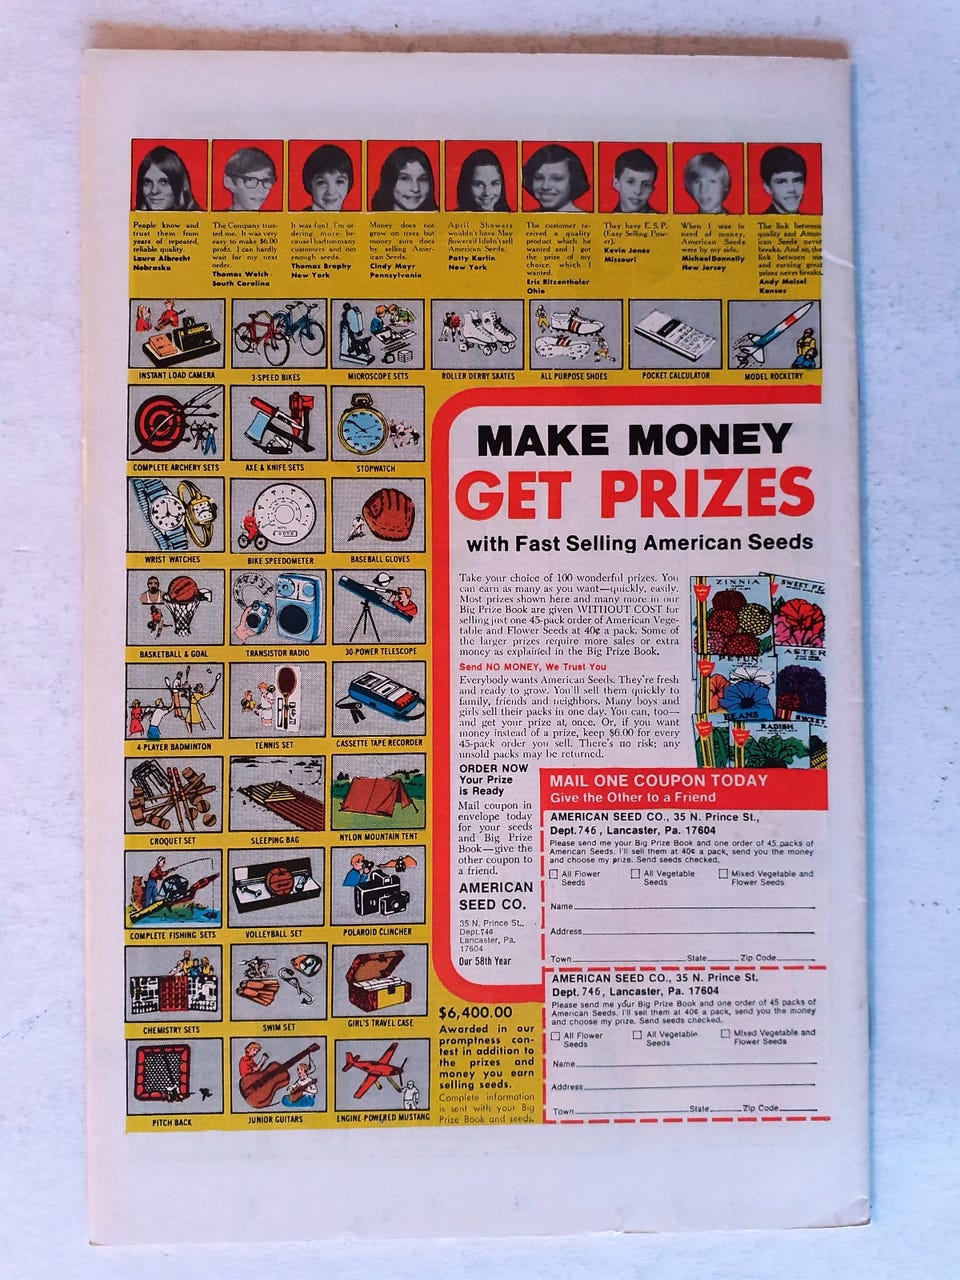 People know and
trust them from
years of repeated,
reliable quality.
Laura Albrecht
Nebraska
The Company trus-
ted me. It was very
easy to make $6.00
profit. I can hardly
wait for my next
order.
Thomas Welch
South Carolina
It was fun! I'm or-
dering more be-
cause I had too many
customers and not
enough seeds.
Thomas Brophy
New York
Money does not
grow on trees but
money sure does
by selling Amer-
ican Seeds.
Cindy Mayr
Pennsylvania
April Showers
wouldn't have May
flowers if I didn't sell
American Seeds.
Patty Karlin
New York
The customer re-
ceived a quality
product which he
wanted and I got
the prize of my
choice, which I
wanted.
Eric Ritzenthaler
Ohio
They have E. S. P.
(Easy Selling Pow-
er).
Kevin Jones
Missouri
When I was in
need of money,
American Seeds
were by my side.
Michael Donnelly
New Jersey
The link between
quality and Amer-
ican Seeds never
breaks. And so, the
link between me
and earning great
prizes never breaks.
Andy Maisel
Kansas
INSTANT LOAD CAMERA
3-SPEED BIKES
MICROSCOPE SETS
ROLLER DERBY SKATES
ALL PURPOSE SHOES
POCKET CALCULATOR
MODEL ROCKETRY
COMPLETE ARCHERY SETS
AXE & KNIFE SETS
STOPWATCH
WRIST WATCHES
BIKE SPEEDOMETER
BASEBALL GLOVES
BASKETBALL & GOAL
TRANSISTOR RADIO
30-POWER TELESCOPE
4-PLAYER BADMINTON
TENNIS SET
CASSETTE TAPE RECORDER
CROQUET SET
SLEEPING BAG
NYLON MOUNTAIN TENT
COMPLETE FISHING SETS
VOLLEYBALL SET
POLAROID CLINCHER
CHEMISTRY SETS
SWIM SET
GIRL'S TRAVEL CASE
PITCH BACK
JUNIOR GUITARS
ENGINE-POWERED MUSTANG
MAKE MONEY
GET PRIZES
with Fast Selling American Seeds
Take your choice of 100 wonderful prizes. You
can earn as many as you want—quickly, easily.
Most prizes shown here and many more in our
Big Prize Book are given WITHOUT COST for
selling just one 45-pack order of American Vege-
table and Flower Seeds at 40¢ a pack. Some of
the larger prizes require more sales or extra
money as explained in the Big Prize Book.
Send NO MONEY, We Trust You
Everybody wants American Seeds. They're fresh
and ready to grow. You'll sell them quickly to
family, friends and neighbors. Many boys and
girls sell their packs in one day. You can, too—
and get your prize at once. Or, if you want
money instead of a prize, keep $6.00 for every
45-pack order you sell. There's no risk; any
unsold packs may be returned.
ZINNIA
SWEET PE
ASTER
PETUN
BEANS
RADISH
SWEET
ORDER NOW
Your Prize
is Ready
Mail coupon in
envelope today
for your seeds
and Big Prize
Book—give the
other coupon to
a friend.
AMERICAN
SEED CO.
35 N. Prince St.,
Dept.746
Lancaster, Pa.
17604
Our 58th Year
$6,400.00
Awarded in our
promptness con-
test in addition to
the prizes and
money you earn
selling seeds.
Complete information
is sent with your Big
Prize Book and seeds.
MAIL ONE COUPON TODAY
Give the Other to a Friend
AMERICAN SEED CO., 35 N. Prince St.,
Dept. 746, Lancaster, Pa. 17604
Please send me your Big Prize Book and one order of 45 packs of
American Seeds. I'll sell them at 40¢ a pack, send you the money
and choose my prize. Send seeds checked.
All Flower
Seeds
All Vegetable
Seeds
Mixed Vegetable and
Flower Seeds
Name
Address
Town State Zip Code
AMERICAN SEED CO., 35 N. Prince St.
Dept. 746, Lancaster, Pa. 17604
Please send me your Big Prize Book and one order of 45 packs of
American Seeds. I'll sell them at 40¢ a pack, send you the money
and choose my prize. Send seeds checked.
All Flower
Seeds
All Vegetable
Seeds
Mixed Vegetable and
Flower Seeds
Name
Address
Town State Zip Code